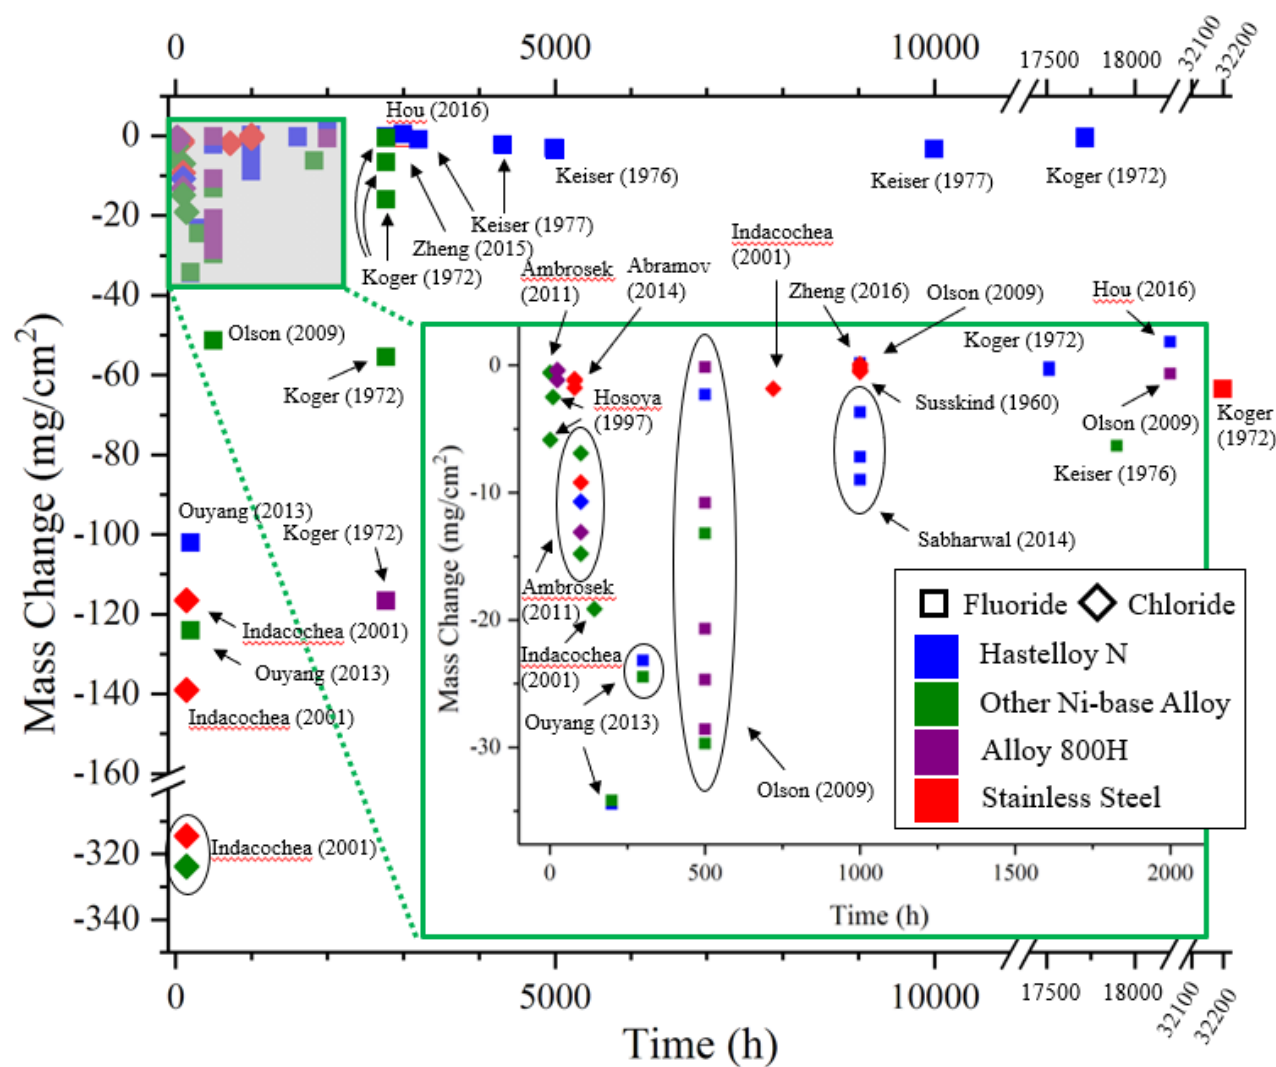 0 5000 10000 17500 18000 32100 32200
Hou (2016)
0
-20
-40
-60
-80
-100
-120
-140
-160
-320
-340
Mass Change (mg/cm²)
Keiser (1976)
Keiser (1977)
Koger (1972)
Keiser (1977)
Zheng (2015)
Koger (1972)
Indacochea
(2001)
Ambrosek
(2011)
Abramov
(2014)
Zheng (2016)
Olson (2009)
Hou (2016)
Olson (2009)
Koger (1972)
Koger (1972)
Susskind (1960)
Olson (2009)
Koger
(1972)
Hosoya
(1997)
Keiser (1976)
Ouyang (2013)
Koger (1972)
Sabharwal (2014)
Ambrosek
(2011)
Indacochea
(2001)
Indacochea (2001)
Ouyang (2013)
Indacochea (2001)
Ouyang (2013)
Olson (2009)
Indacochea (2001)
Mass Change (mg/cm²)
0
-10
-20
-30
0 500 1000 1500 2000
Time (h)
Fluoride Chloride
Hastelloy N
Other Ni-base Alloy
Alloy 800H
Stainless Steel
0 5000 10000 17500 18000 32100 32200
Time (h)